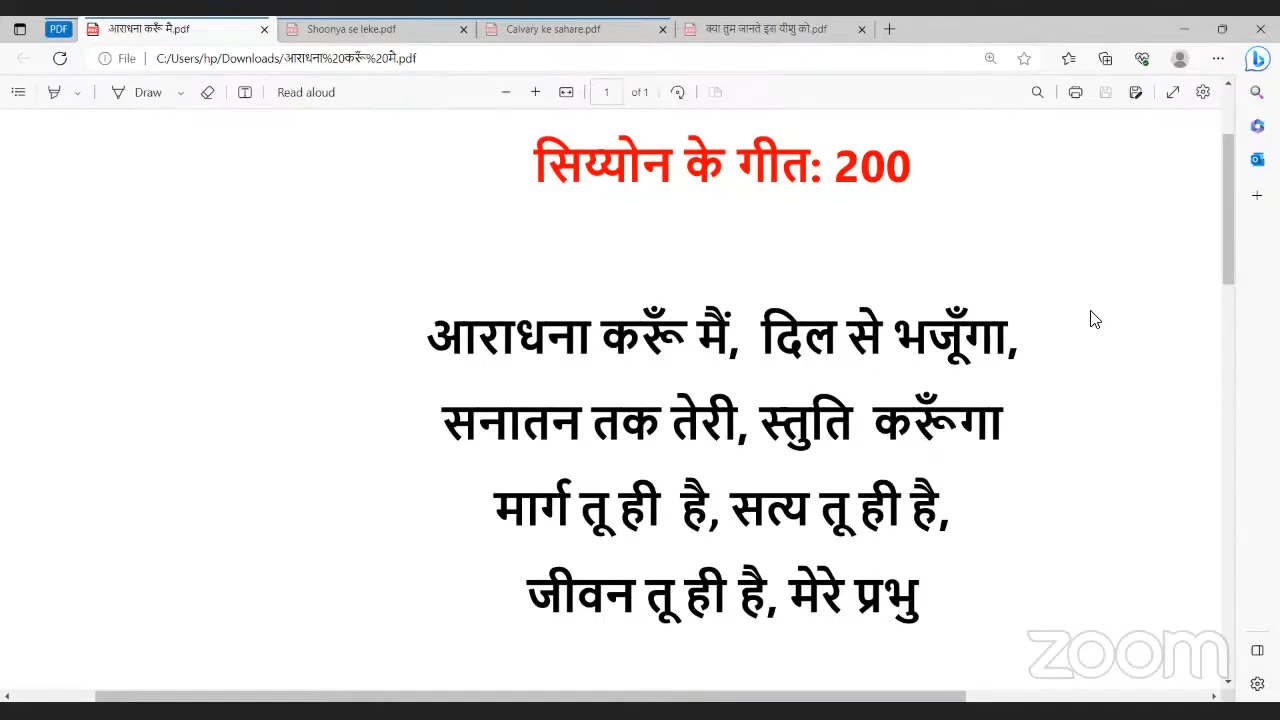 PDF आराधना करूँ मै.pdf Shoonya se leke.pdf Calvary ke sahare.pdf क्या तुम जानते इस यीशु को.pdf
File C:/Users/hp/Downloads/आराधना%20करूँ%20मै.pdf
Draw Read aloud 1 of 1
सिय्योन के गीत: 200
आराधना करूँ मैं, दिल से भजूँगा,
सनातन तक तेरी, स्तुति करूँगा
मार्ग तू ही है, सत्य तू ही है,
जीवन तू ही है, मेरे प्रभु
zoom